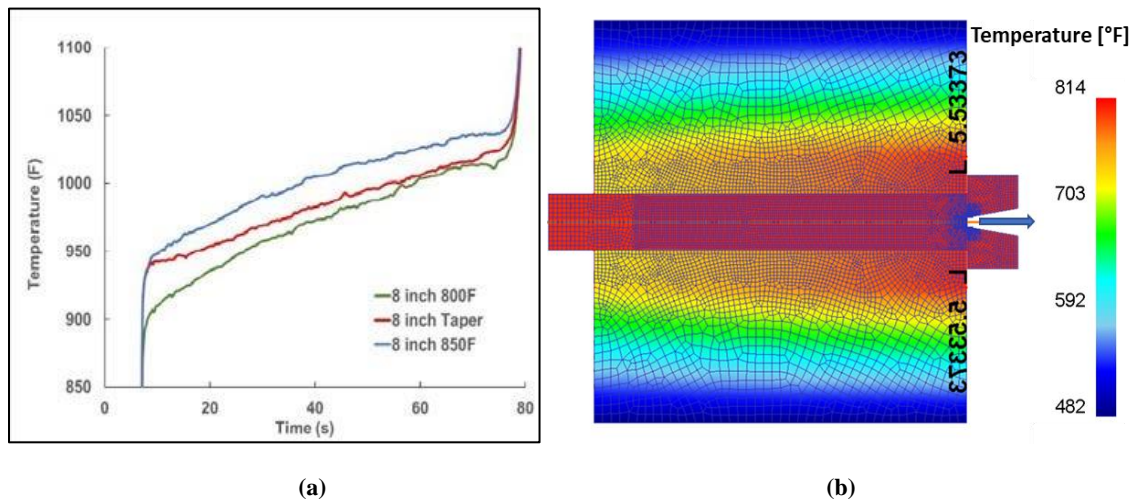 1100
1050
1000
950
900
850
Temperature (F)
8 inch 800F
8 inch Taper
8 inch 850F
0
20
40
60
80
Time (s)
(a)
Temperature [°F]
814
703
592
482
L 5.53373
L 5.53373
(b)